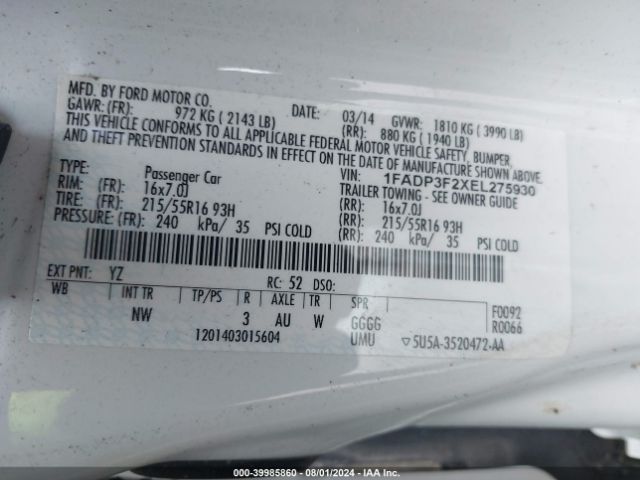 MFD. BY FORD MOTOR CO.
DATE: 03/14 GVWR: 1810 KG ( 3990 LB)
GAWR: (FR): 972 KG ( 2143 LB) (RR): 880 KG ( 1940 LB)
THIS VEHICLE CONFORMS TO ALL APPLICABLE FEDERAL MOTOR VEHICLE SAFETY, BUMPER,
AND THEFT PREVENTION STANDARDS IN EFFECT ON THE DATE OF MANUFACTURE SHOWN ABOVE.
VIN: 1FADP3F2XEL275930
TYPE: Passenger Car TRAILER TOWING - SEE OWNER GUIDE
RIM: (FR): 16x7.0J (RR): 16x7.0J
TIRE: (FR): 215/55R16 93H (RR): 215/55R16 93H
PRESSURE: (FR): 240 kPa/ 35 PSI COLD (RR): 240 kPa/ 35 PSI COLD
EXT PNT: YZ RC: 52 DSO:
WB INT TR TP/PS R AXLE TR SPR F0092
NW 3 AU W GGGG R0066
1201403015604 UMU ▽5U5A-3520472-AA
000-39985860 - 08/01/2024 - IAA Inc.